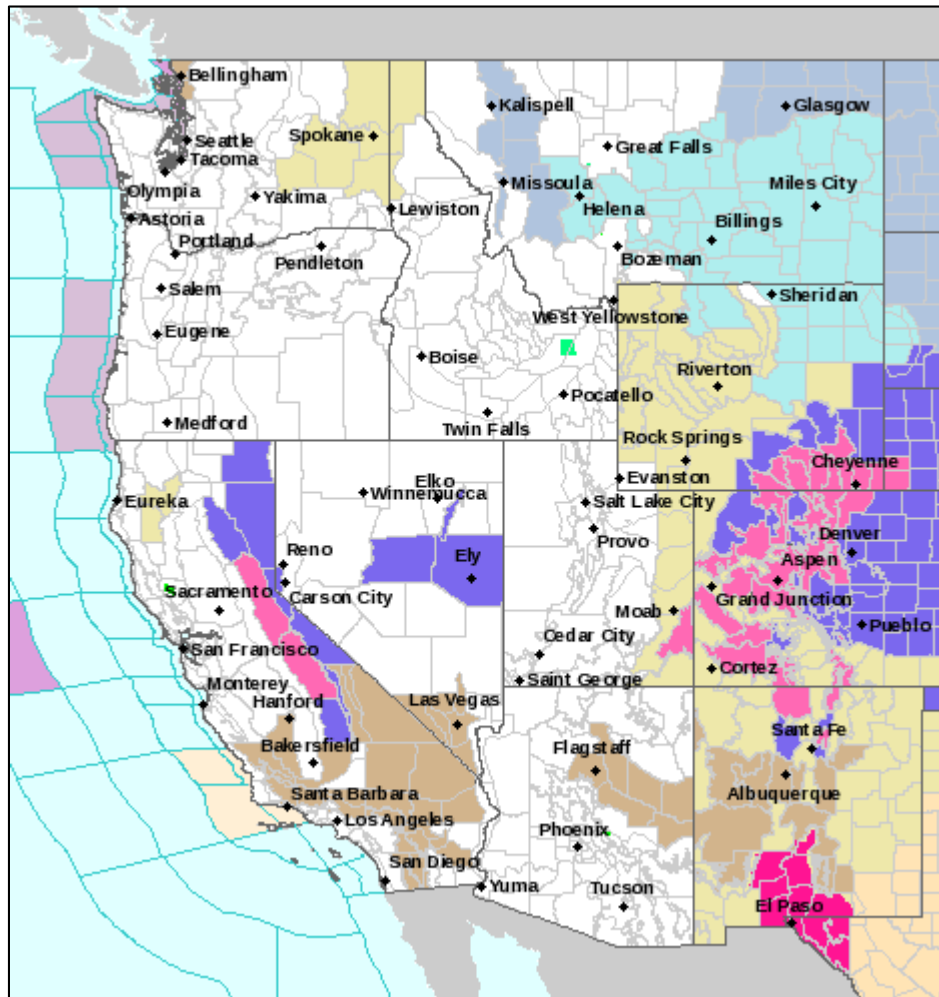 Bellingham
Kalispell
Glasgow
Spokane
Seattle
Great Falls
Tacoma
Olympia
Missoula
Miles City
Yakima
Helena
Lewiston
Astoria
Billings
Portland
Bozeman
Pendleton
Salem
Sheridan
West Yellowstone
Eugene
Boise
Riverton
Pocatello
Medford
Twin Falls
Rock Springs
Cheyenne
Elko
Evanston
Winnemucca
Eureka
Salt Lake City
Provo
Denver
Reno
Ely
Aspen
Sacramento
Carson City
Grand Junction
Moab
Pueblo
Cedar City
San Francisco
Cortez
Saint George
Monterey
Hanford
Las Vegas
Santa Fe
Bakersfield
Flagstaff
Albuquerque
Santa Barbara
Los Angeles
Phoenix
San Diego
Yuma
Tucson
El Paso